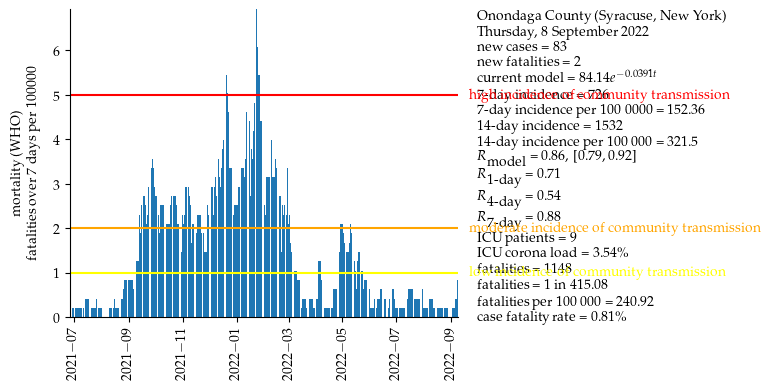 Onondaga County (Syracuse, New York)
Thursday, 8 September 2022
new cases = 83
new fatalities = 2
current model = 84.14e^{-0.0391t}
high incidence of community transmission
7-day incidence = 726
7-day incidence per 100 0000 = 152.36
14-day incidence = 1532
14-day incidence per 100 000 = 321.5
R_model = 0.86, [0.79, 0.92]
R_1-day = 0.71
R_4-day = 0.54
R_7-day = 0.88
moderate incidence of community transmission
ICU patients = 9
ICU corona load = 3.54%
fatalities = 1148
low incidence of community transmission
fatalities = 1 in 415.08
fatalities per 100 000 = 240.92
case fatality rate = 0.81%
mortality (WHO)
fatalities over 7 days per 100000
6
5
4
3
2
1
0
2021−07
2021−09
2021−11
2022−01
2022−03
2022−05
2022−07
2022−09